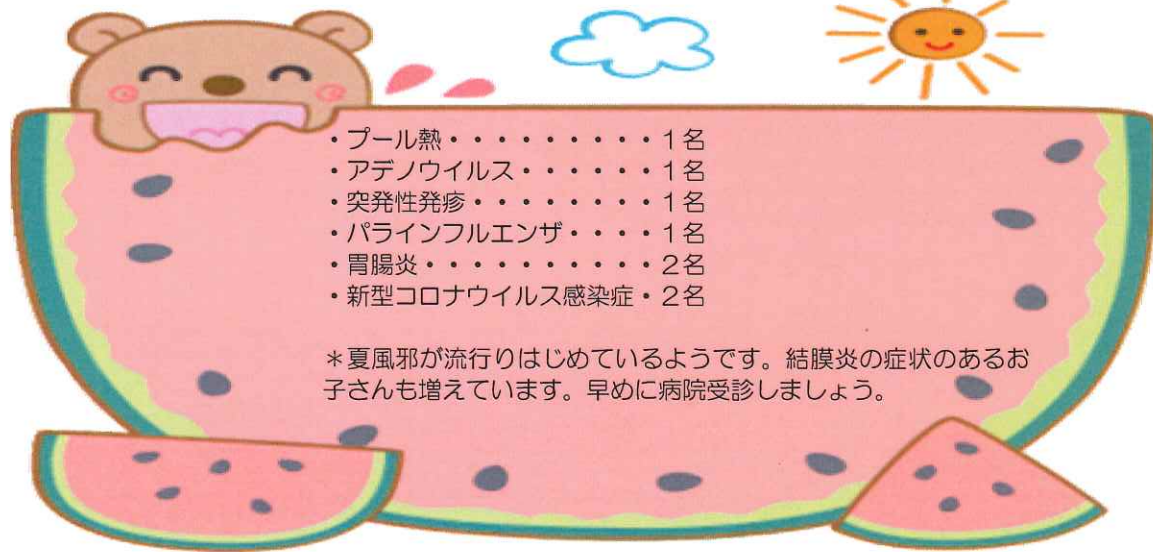 ・プール熱・・・・・・・・・1名
・アデノウイルス・・・・・・1名
・突発性発疹・・・・・・・・1名
・パラインフルエンザ・・・・1名
・胃腸炎・・・・・・・・・・2名
・新型コロナウイルス感染症・2名
＊夏風邪が流行りはじめているようです。結膜炎の症状のあるお
子さんも増えています。早めに病院受診しましょう。